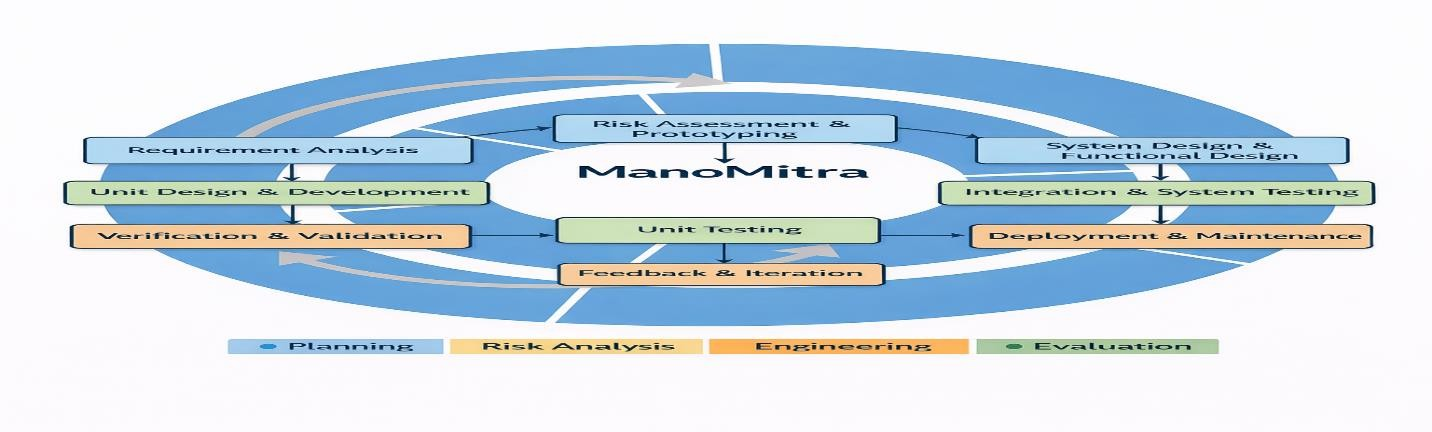 Requirement Analysis
Risk Assessment &
Prototyping
System Design &
Functional Design
ManoMitra
Unit Design & Development
Integration & System Testing
Verification & Validation
Unit Testing
Deployment & Maintenance
Feedback & Iteration
Planning
Risk Analysis
Engineering
Evaluation